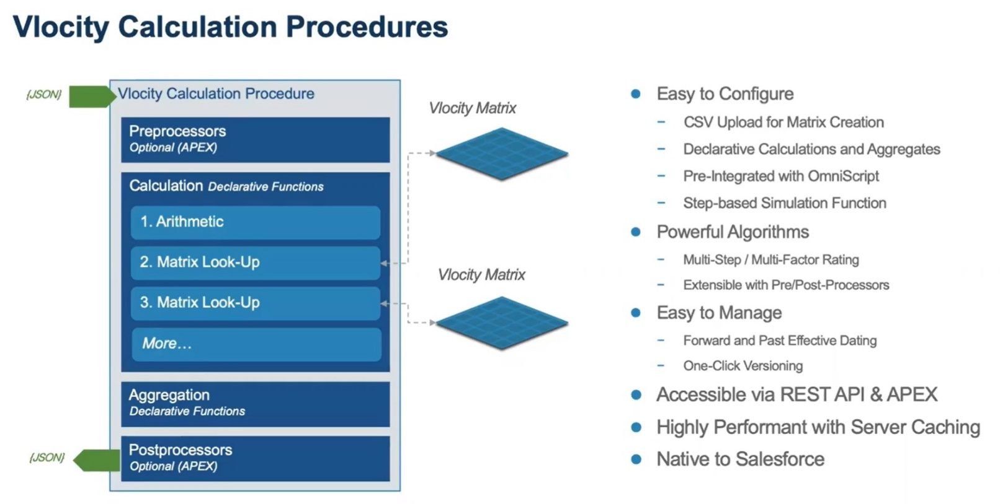 Vlocity Calculation Procedures
{JSON}
Vlocity Calculation Procedure
Preprocessors
Optional (APEX)
Calculation Declarative Functions
1. Arithmetic
2. Matrix Look-Up
3. Matrix Look-Up
More...
Aggregation
Declarative Functions
Postprocessors
Optional (APEX)
{JSON}
Vlocity Matrix
Vlocity Matrix
● Easy to Configure
– CSV Upload for Matrix Creation
– Declarative Calculations and Aggregates
– Pre-Integrated with OmniScript
– Step-based Simulation Function
● Powerful Algorithms
– Multi-Step / Multi-Factor Rating
– Extensible with Pre/Post-Processors
● Easy to Manage
– Forward and Past Effective Dating
– One-Click Versioning
● Accessible via REST API & APEX
● Highly Performant with Server Caching
● Native to Salesforce